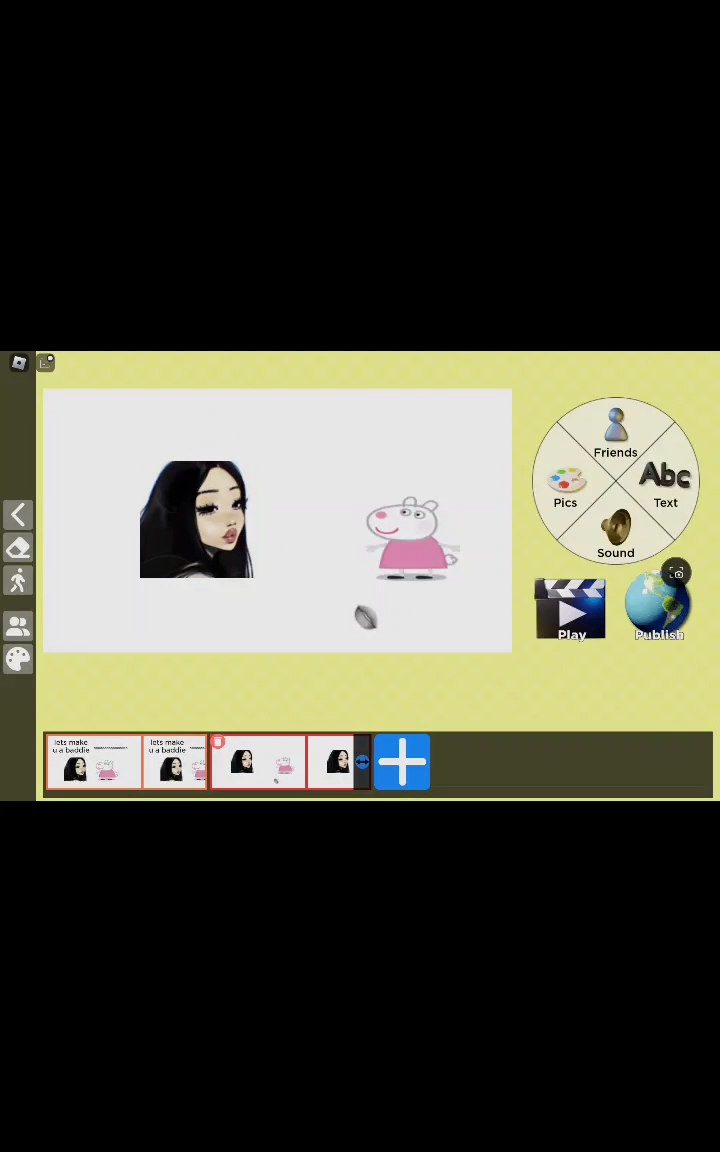 Friends
Pics
Abc
Text
Sound
Play
Publish
lets make
u a baddie
lets make
u a baddie